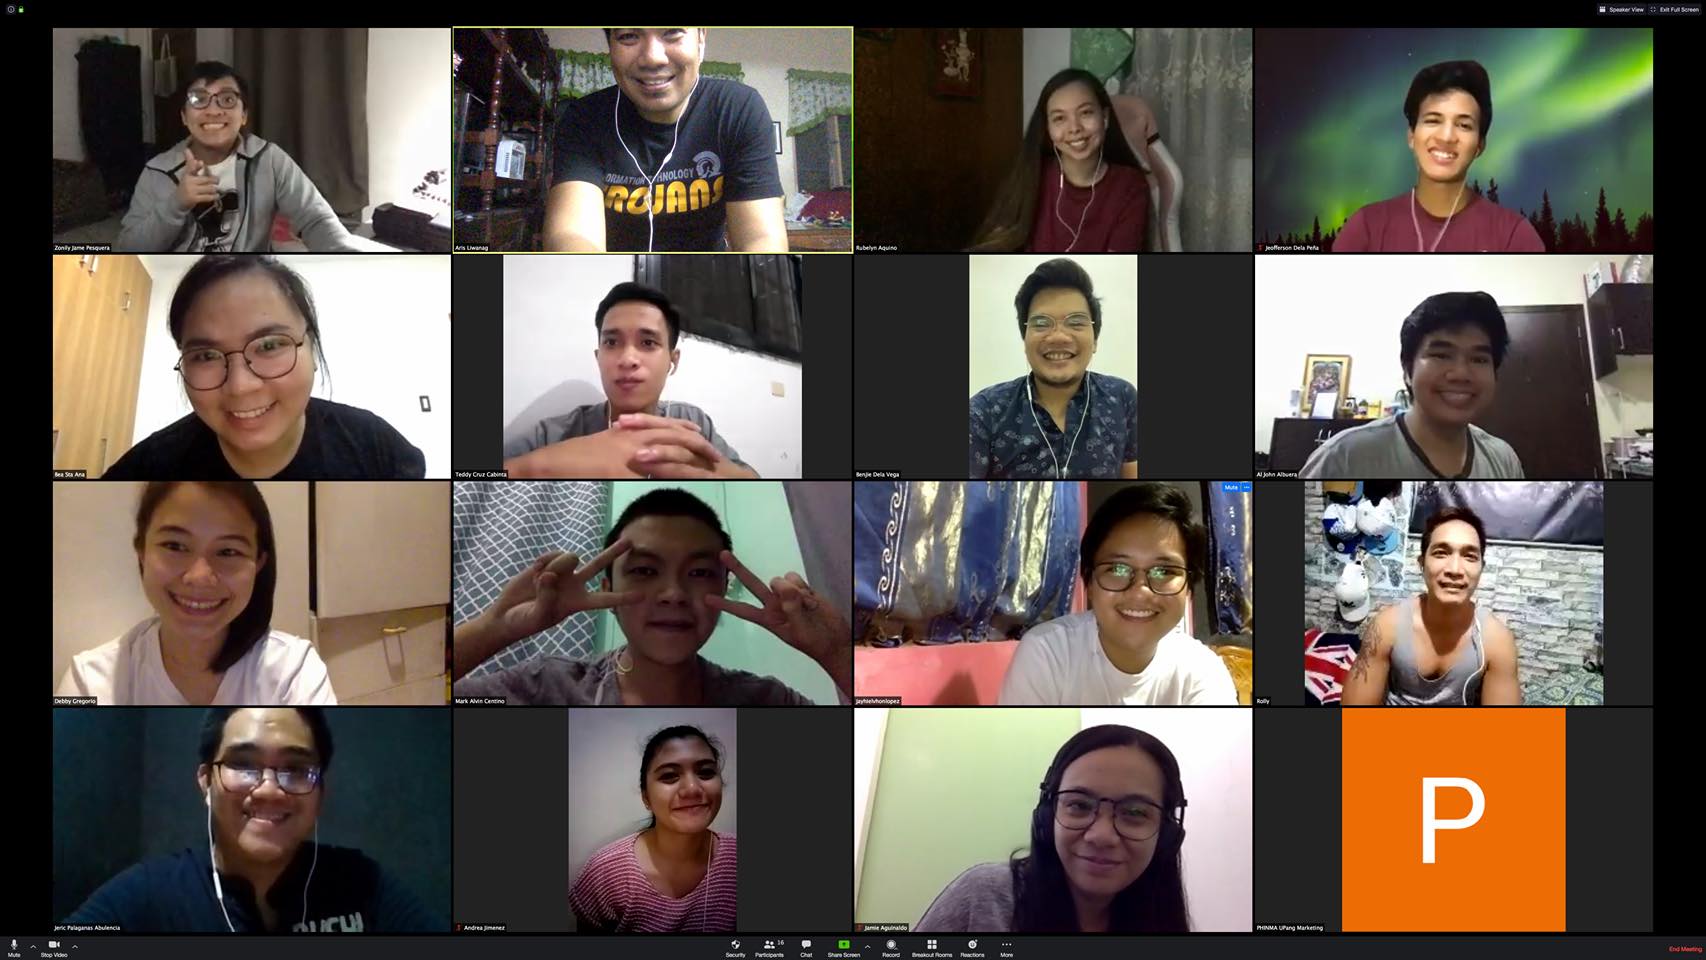 Speaker View
Exit Full Screen
Zonily Jame Pesquera
Aris Liwanag
Rubelyn Aquino
Jeofferson Dela Peña
ORMATION TECHNOLOGY
ROJANS
Bea Sta Ana
Teddy Cruz Cabinta
Benjie Dela Vega
Al John Albuera
Mute
Debby Gregorio
Mark Alvin Centino
Jayhielvhonlopez
Rolly
P
Jeric Palaganas Abulencia
Andrea Jimenez
Jamie Aguinaldo
PHINMA UPang Marketing
Mute
Stop Video
Security
Participants
16
Chat
Share Screen
Record
Breakout Rooms
Reactions
More
End Meeting